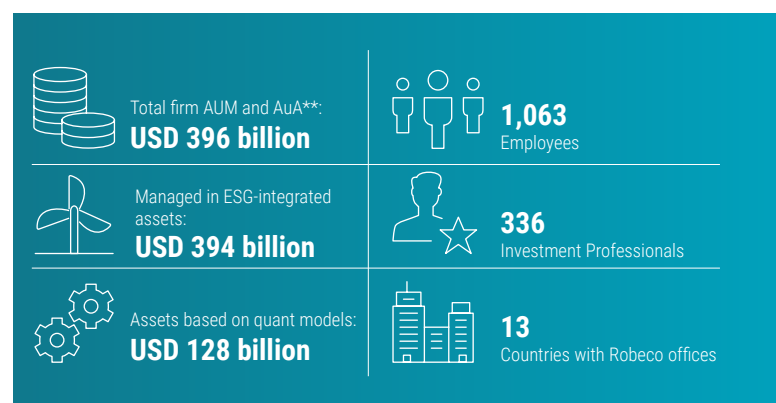 Total firm AUM and AuA**:
USD 396 billion
1,063
Employees
Managed in ESG-integrated
assets:
USD 394 billion
336
Investment Professionals
Assets based on quant models:
USD 128 billion
13
Countries with Robeco offices